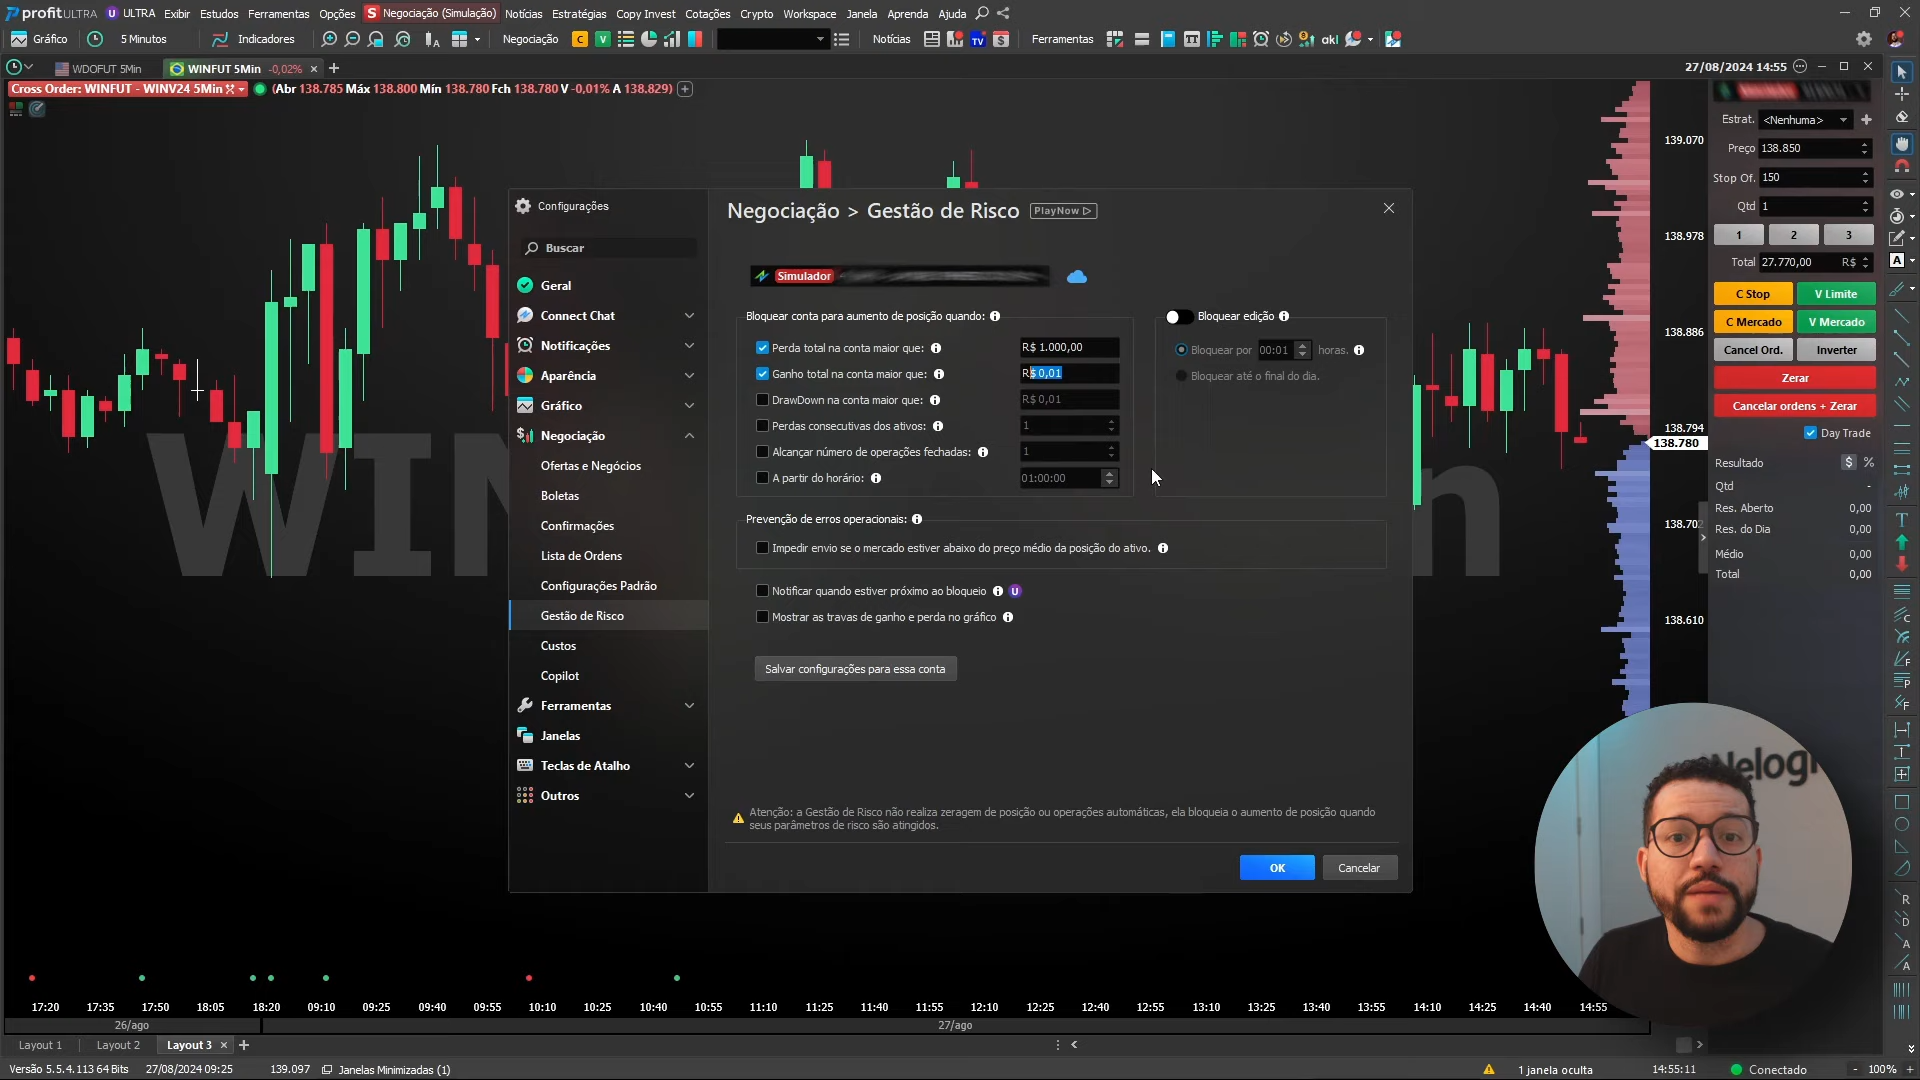 profitULTRA U ULTRA Exibir Estudos Ferramentas Opções S Negociação (Simulação) Notícias Estratégias Copy Invest Cotações Crypto Workspace Janela Aprenda Ajuda
Gráfico 5 Minutos Indicadores Negociação C V Notícias TV Ferramentas
WDOFUT 5Min WINFUT 5Min -0,02% 27/08/2024 14:55
Cross Order: WINFUT - WINV24 5Min (Abr 138.785 Máx 138.800 Mín 138.780 Fch 138.780 V -0,01% A 138.829)
Estrat. <Nenhuma>
Preço 138.850
Stop Of. 150
Qtd 1
1 2 3
Total 27.770,00 R$
C Stop V Limite
C Mercado V Mercado
Cancel Ord. Inverter
Zerar
Cancelar ordens + Zerar
Day Trade
Resultado $ %
Qtd -
Res. Aberto 0,00
Res. do Dia 0,00
Médio 0,00
Total 0,00
139.070
138.978
138.886
138.794
138.780
138.702
138.610
Configurações
Buscar
Geral
Connect Chat
Notificações
Aparência
Gráfico
Negociação
Ofertas e Negócios
Boletas
Confirmações
Lista de Ordens
Configurações Padrão
Gestão de Risco
Custos
Copilot
Ferramentas
Janelas
Teclas de Atalho
Outros
Negociação > Gestão de Risco PlayNow
Simulador
Bloquear conta para aumento de posição quando:
Perda total na conta maior que: R$ 1.000,00
Ganho total na conta maior que: R$ 0,01
DrawDown na conta maior que: R$ 0,01
Perdas consecutivas dos ativos: 1
Alcançar número de operações fechadas: 1
A partir do horário: 01:00:00
Bloquear edição
Bloquear por 00:01 horas.
Bloquear até o final do dia.
Prevenção de erros operacionais:
Impedir envio se o mercado estiver abaixo do preço médio da posição do ativo.
Notificar quando estiver próximo ao bloqueio U
Mostrar as travas de ganho e perda no gráfico
Salvar configurações para essa conta
Atenção: a Gestão de Risco não realiza zeragem de posição ou operações automáticas, ela bloqueia o aumento de posição quando
seus parâmetros de risco são atingidos.
OK Cancelar
17:20 17:35 17:50 18:05 18:20 09:10 09:25 09:40 09:55 10:10 10:25 10:40 10:55 11:10 11:25 11:40 11:55 12:10 12:25 12:40 12:55 13:10 13:25 13:40 13:55 14:10 14:25 14:40 14:55
26/ago 27/ago
Layout 1 Layout 2 Layout 3
Versão 5.5.4.113 64 Bits 27/08/2024 09:25 139.097 Janelas Minimizadas (1) 1 janela oculta 14:55:11 Conectado - 100% +